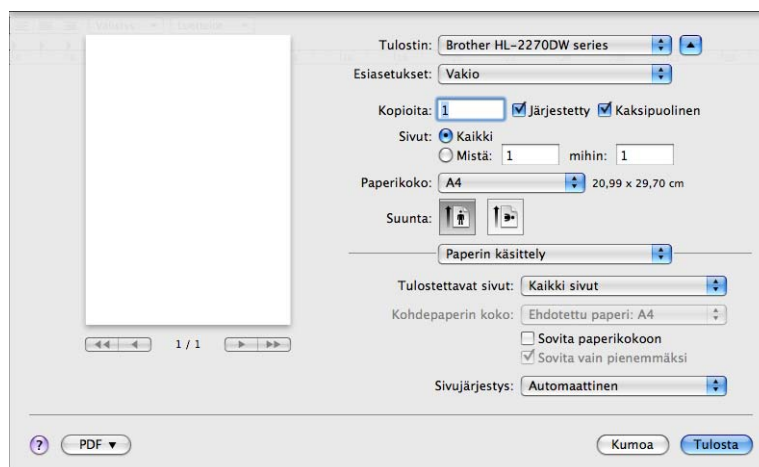 Tulostin: Brother HL-2270DW series
Esiasetukset: Vakio
Kopioita: 1 Järjestetty Kaksipuolinen
Sivut: Kaikki
Mistä: 1 mihin: 1
Paperikoko: A4 20,99 x 29,70 cm
Suunta:
Paperin käsittely
Tulostettavat sivut: Kaikki sivut
Kohdepaperin koko: Ehdotettu paperi: A4
Sovita paperikokoon
1 / 1
Sovita vain pienemmäksi
Sivujärjestys: Automaattinen
? PDF ▼ Kumoa Tulosta